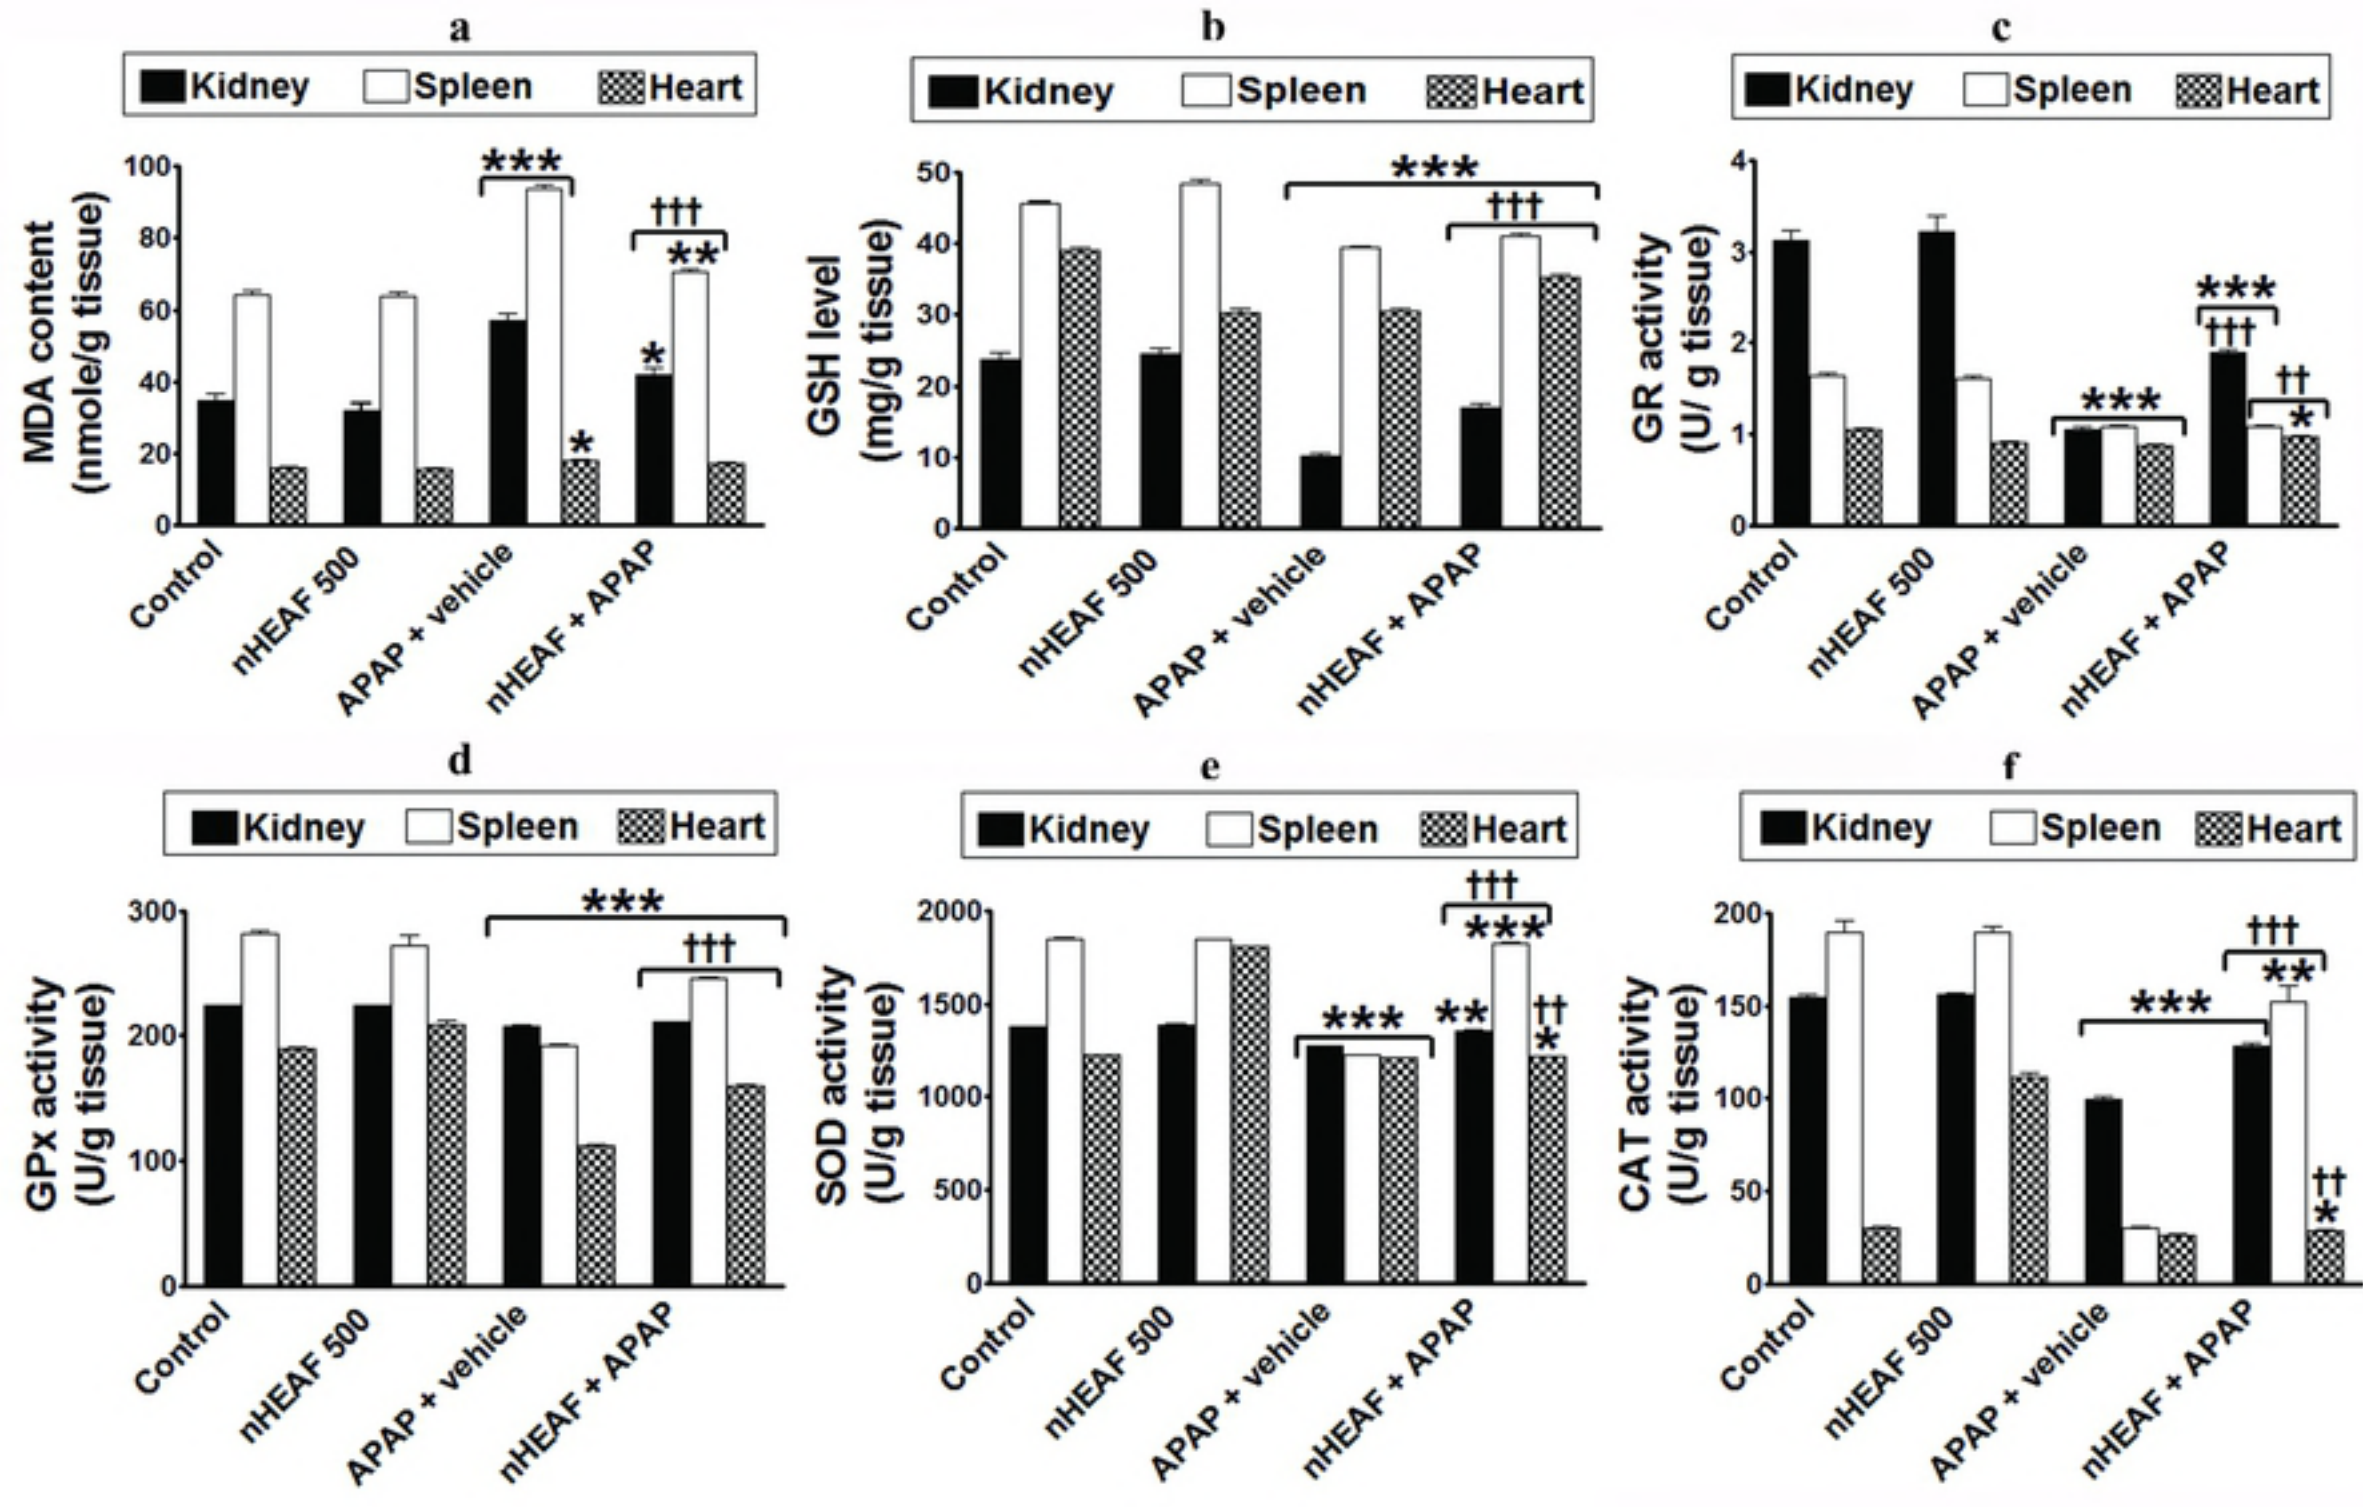 a
Kidney Spleen Heart
MDA content
(nmole/g tissue)
100
80
60
40
20
0
***
*
†††
**
*
Control
nHEAF 500
APAP + vehicle
nHEAF + APAP
b
Kidney Spleen Heart
GSH level
(mg/g tissue)
50
40
30
20
10
0
***
†††
Control
nHEAF 500
APAP + vehicle
nHEAF + APAP
c
Kidney Spleen Heart
GR activity
(U/ g tissue)
4
3
2
1
0
***
***
†††
††
*
Control
nHEAF 500
APAP + vehicle
nHEAF + APAP
d
Kidney Spleen Heart
GPx activity
(U/g tissue)
300
200
100
0
***
†††
Control
nHEAF 500
APAP + vehicle
nHEAF + APAP
e
Kidney Spleen Heart
SOD activity
(U/g tissue)
2000
1500
1000
500
0
***
**
†††
***
††
*
Control
nHEAF 500
APAP + vehicle
nHEAF + APAP
f
Kidney Spleen Heart
CAT activity
(U/g tissue)
200
150
100
50
0
***
†††
**
††
*
Control
nHEAF 500
APAP + vehicle
nHEAF + APAP